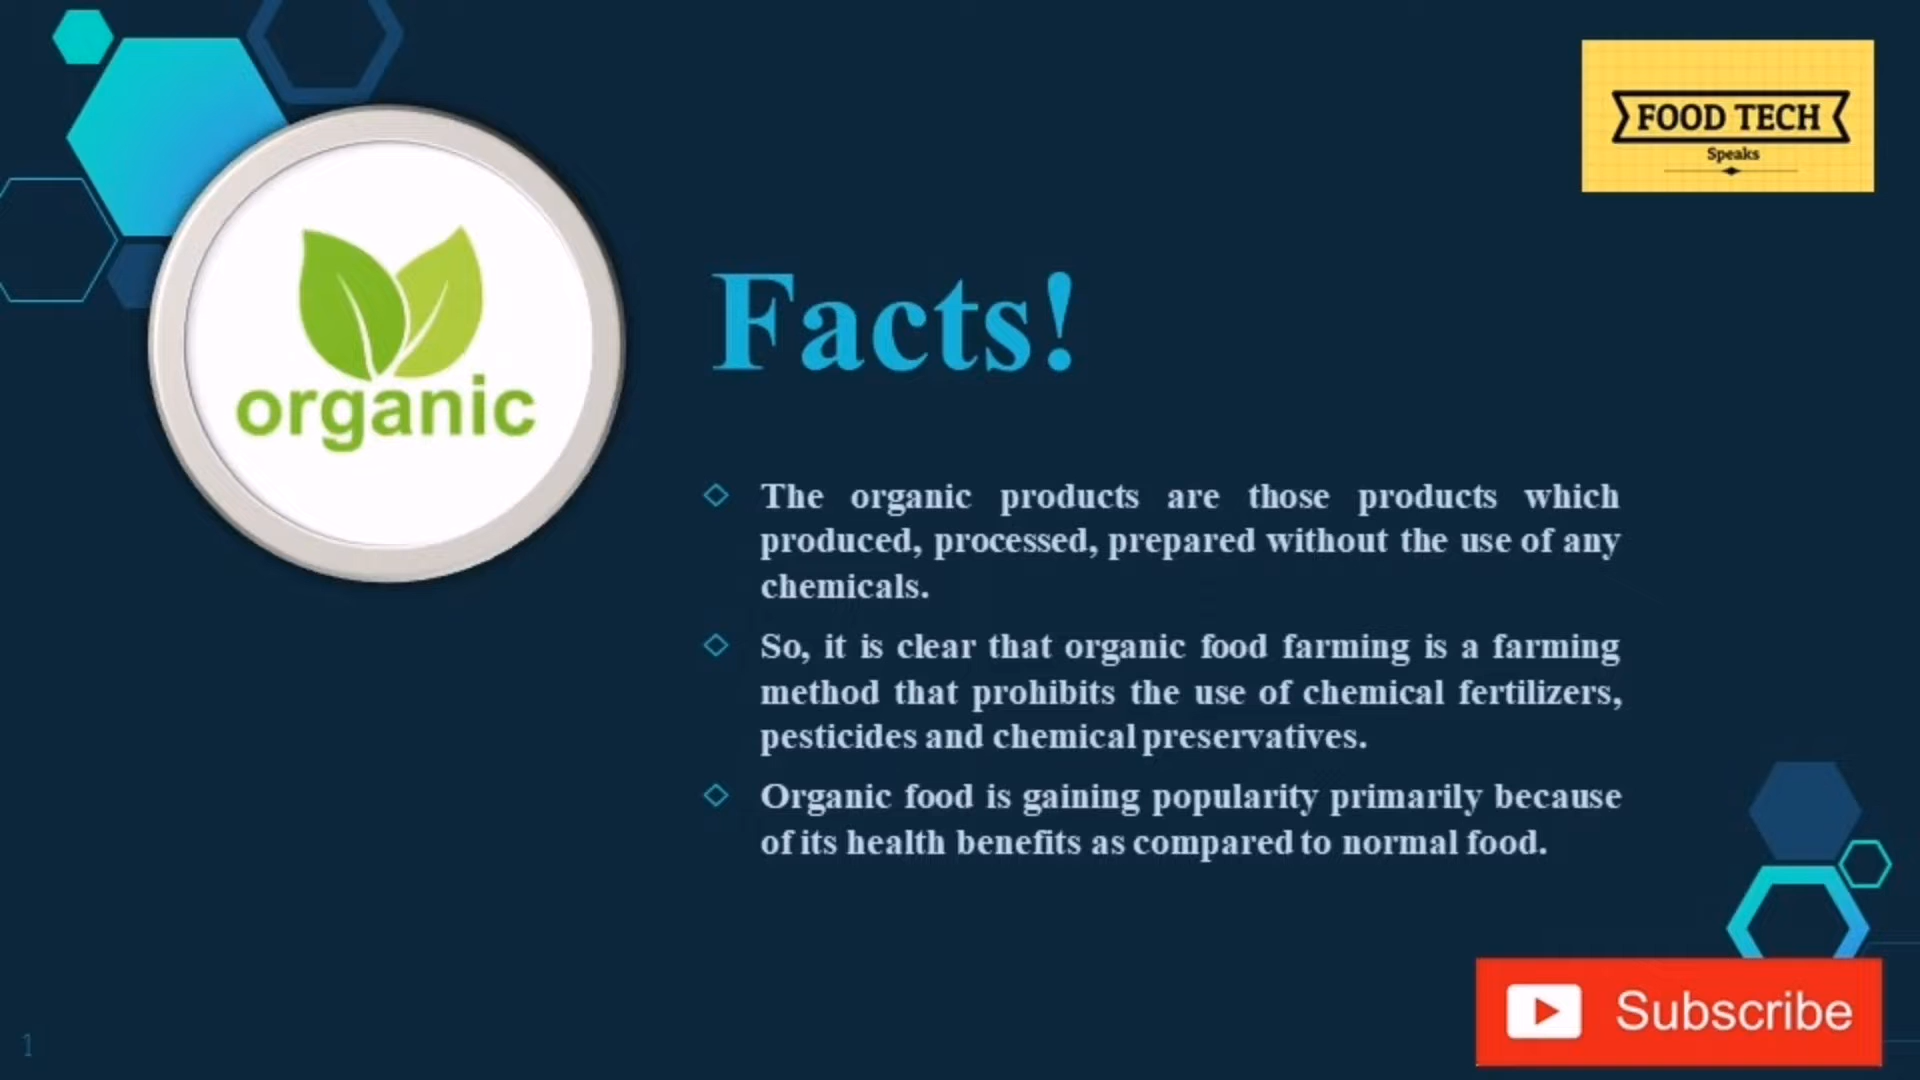 FOOD TECH
Speaks
organic
Facts!
The organic products are those products which
produced, processed, prepared without the use of any
chemicals.
So, it is clear that organic food farming is a farming
method that prohibits the use of chemical fertilizers,
pesticides and chemical preservatives.
Organic food is gaining popularity primarily because
of its health benefits as compared to normal food.
Subscribe
1